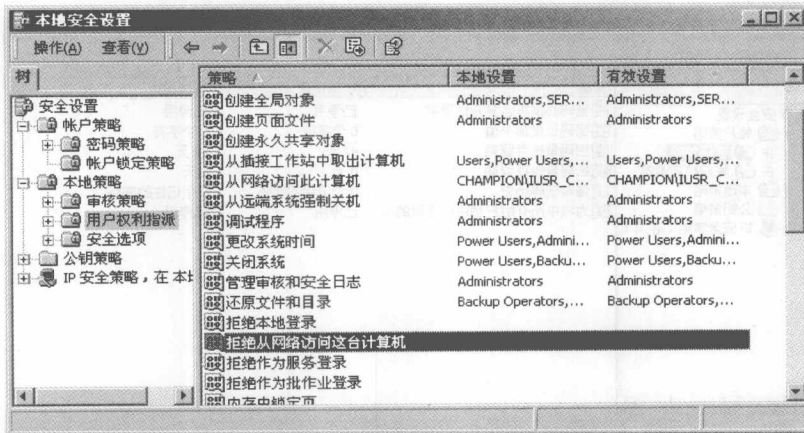 本地安全设置
操作(A) 查看(V)
树
安全设置
帐户策略
密码策略
帐户锁定策略
本地策略
审核策略
用户权利指派
安全选项
公钥策略
IP 安全策略，在 本
策略 本地设置 有效设置
创建全局对象 Administrators,SER... Administrators,SER...
创建页面文件 Administrators Administrators
创建永久共享对象
从插接工作站中取出计算机 Users,Power Users,... Users,Power Users,...
从网络访问此计算机 CHAMPION\IUSR_C... CHAMPION\IUSR_C...
从远端系统强制关机 Administrators Administrators
调试程序 Administrators Administrators
更改系统时间 Power Users,Admini... Power Users,Admini...
关闭系统 Power Users,Backu... Power Users,Backu...
管理审核和安全日志 Administrators Administrators
还原文件和目录 Backup Operators,... Backup Operators,...
拒绝本地登录
拒绝从网络访问这台计算机
拒绝作为服务登录
拒绝作为批作业登录
内存中锁定页